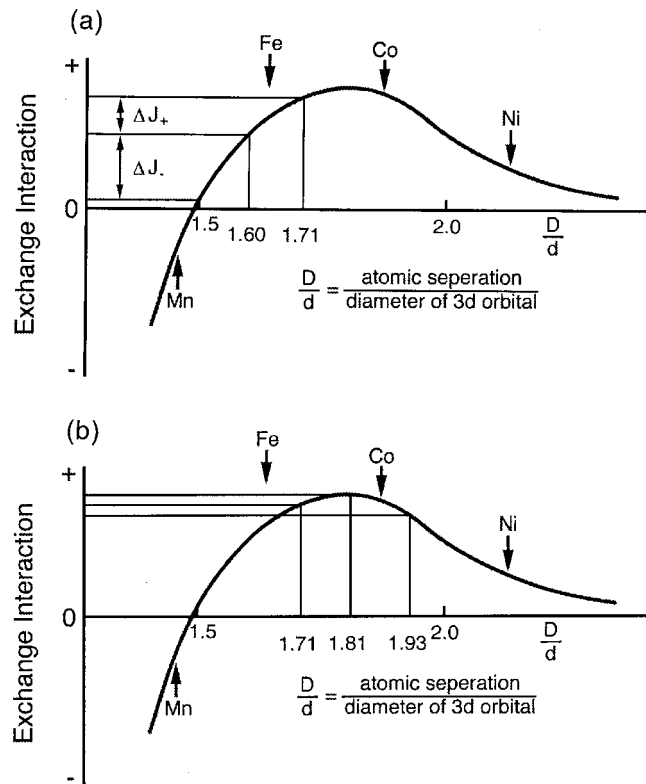 (a)
Fe
Co
+
ΔJ₊
Ni
ΔJ₋
Exchange Interaction
0
1.5
1.60
1.71
2.0
D/d
Mn
D/d = atomic seperation/diameter of 3d orbital
-
(b)
Fe
Co
+
Ni
Exchange Interaction
0
1.5
1.71
1.81
1.93
2.0
D/d
Mn
D/d = atomic seperation/diameter of 3d orbital
-